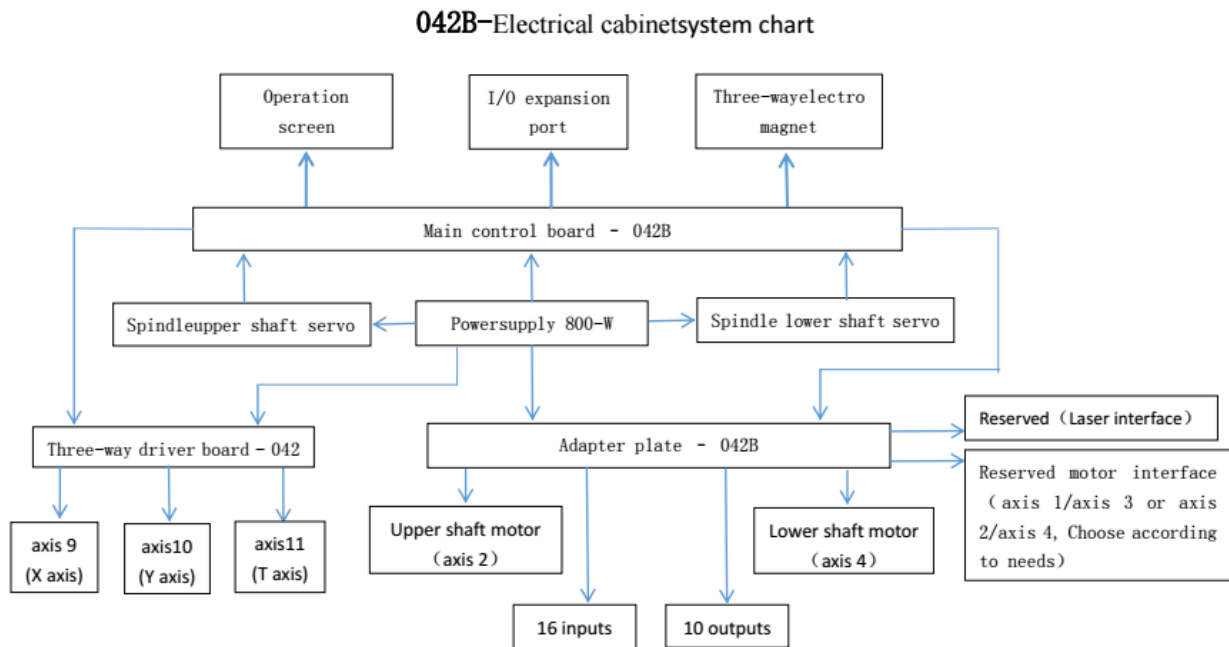 042B-Electrical cabinetsystem chart
Operation
screen
I/O expansion
port
Three-wayelectro
magnet
Main control board - 042B
Spindleupper shaft servo
Powersupply 800-W
Spindle lower shaft servo
Three-way driver board-042
Adapter plate - 042B
Reserved（Laser interface）
Reserved motor interface
（axis 1/axis 3 or axis
2/axis 4, Choose according
to needs）
axis 9
(X axis)
axis10
(Y axis)
axis11
(T axis)
Upper shaft motor
（axis 2）
Lower shaft motor
（axis 4）
16 inputs
10 outputs